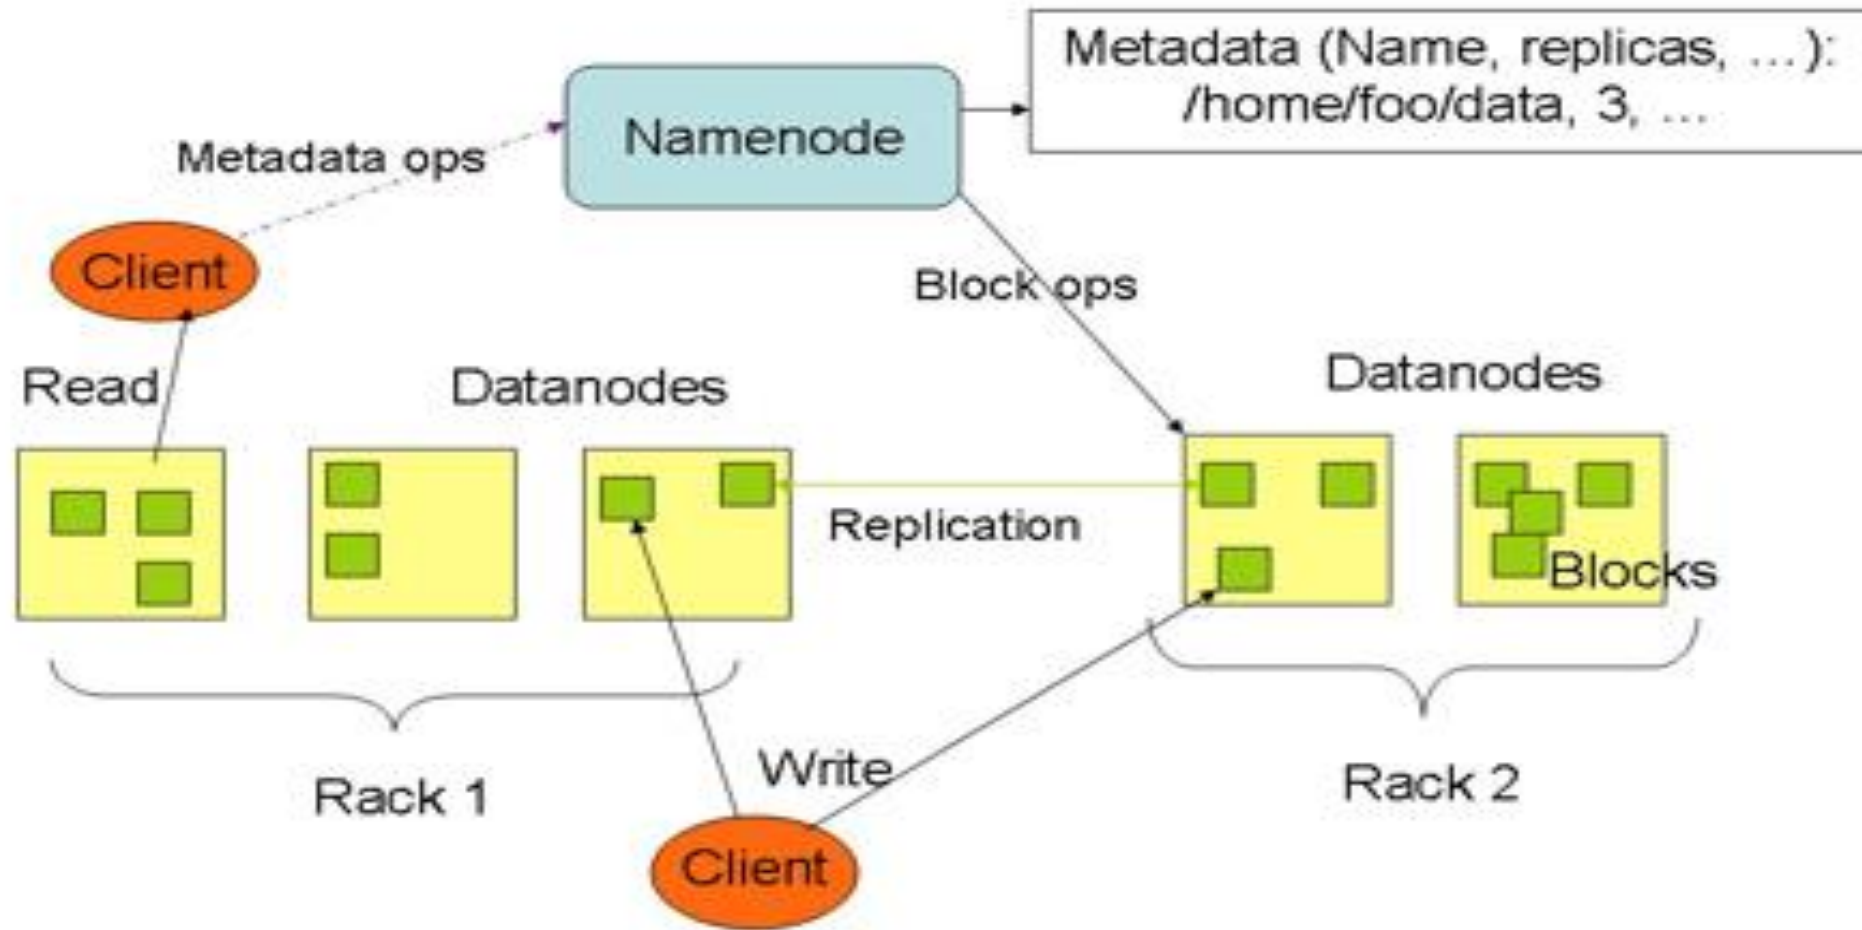 Metadata (Name, replicas, ...):
/home/foo/data, 3, ...
Namenode
Metadata ops
Client
Block ops
Read
Datanodes
Datanodes
Replication
Blocks
Rack 1
Write
Rack 2
Client